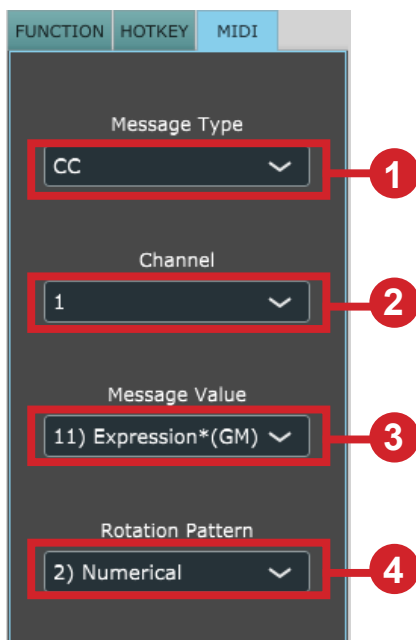 FUNCTION HOTKEY MIDI
Message Type
CC
1
Channel
1
2
Message Value
11) Expression*(GM)
3
Rotation Pattern
2) Numerical
4